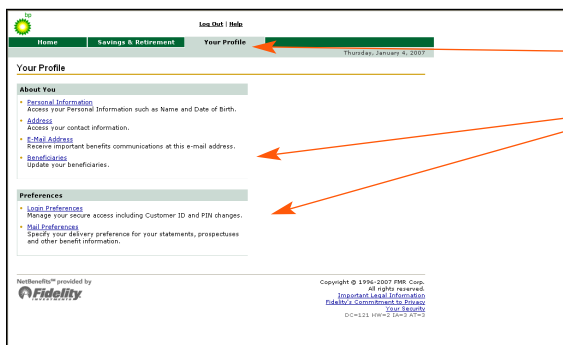 bp
Log Out | Help
Home Savings & Retirement Your Profile
Thursday, January 4, 2007
Your Profile
About You
Personal Information
Access your Personal Information such as Name and Date of Birth.
Address
Access your contact information.
E-Mail Address
Receive important benefits communications at this e-mail address.
Beneficiaries
Update your beneficiaries.
Preferences
Login Preferences
Manage your secure access including Customer ID and PIN changes.
Mail Preferences
Specify your delivery preference for your statements, prospectuses
and other benefit information.
NetBenefits℠ provided by
Fidelity
INVESTMENTS
Copyright © 1996-2007 FMR Corp.
All rights reserved.
Important Legal Information
Fidelity's Commitment to Privacy
Your Security
DC=121 HW=2 IA=3 AT=3